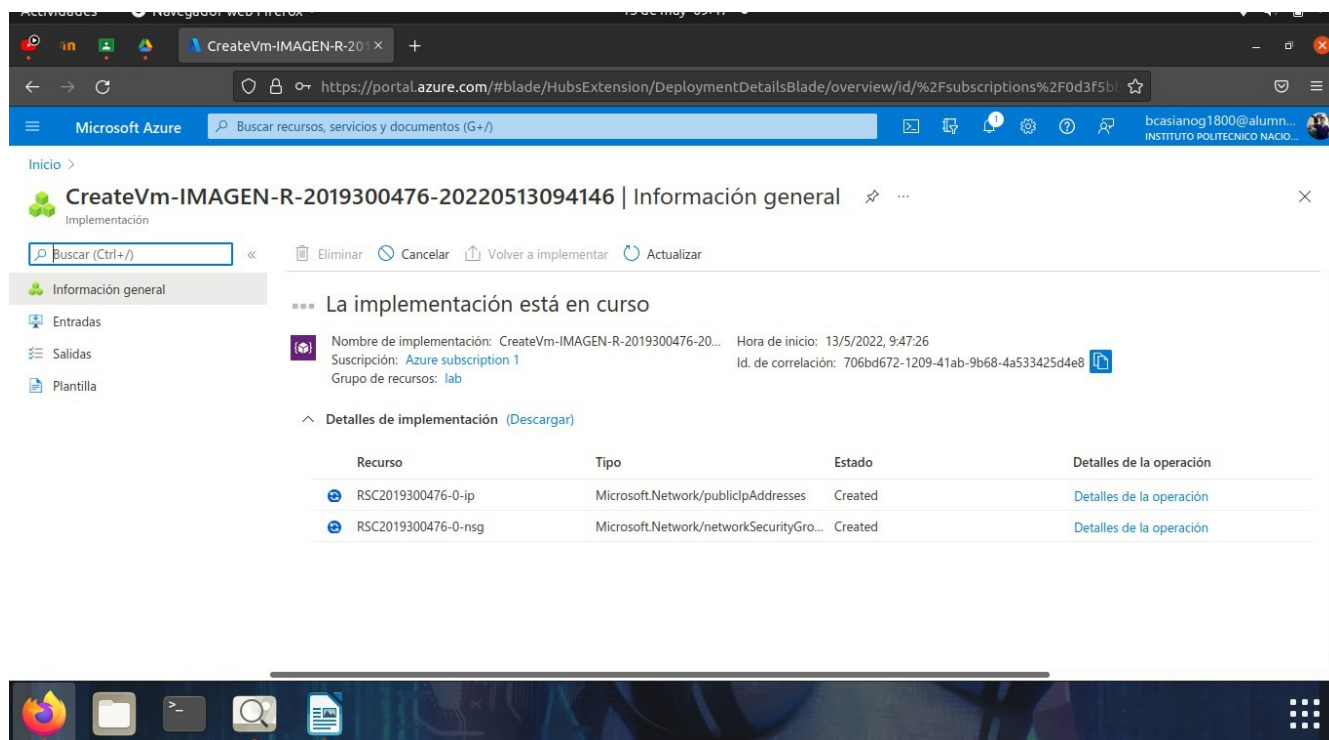 Actividades Navegador web Firefox
CreateVm-IMAGEN-R-201
https://portal.azure.com/#blade/HubsExtension/DeploymentDetailsBlade/overview/id/%2Fsubscriptions%2F0d3f5b
Microsoft Azure
Buscar recursos, servicios y documentos (G+/)
1
bcasianog1800@alumn...
INSTITUTO POLITECNICO NACIO...
Inicio >
CreateVm-IMAGEN-R-2019300476-20220513094146 | Información general
Implementación
Buscar (Ctrl+/)
«
Eliminar Cancelar Volver a implementar Actualizar
Información general
Entradas
Salidas
Plantilla
La implementación está en curso
Nombre de implementación: CreateVm-IMAGEN-R-2019300476-20...
Suscripción: Azure subscription 1
Grupo de recursos: lab
Hora de inicio: 13/5/2022, 9:47:26
Id. de correlación: 706bd672-1209-41ab-9b68-4a533425d4e8
Detalles de implementación (Descargar)
Recurso Tipo Estado Detalles de la operación
RSC2019300476-0-ip Microsoft.Network/publicIpAddresses Created Detalles de la operación
RSC2019300476-0-nsg Microsoft.Network/networkSecurityGro... Created Detalles de la operación